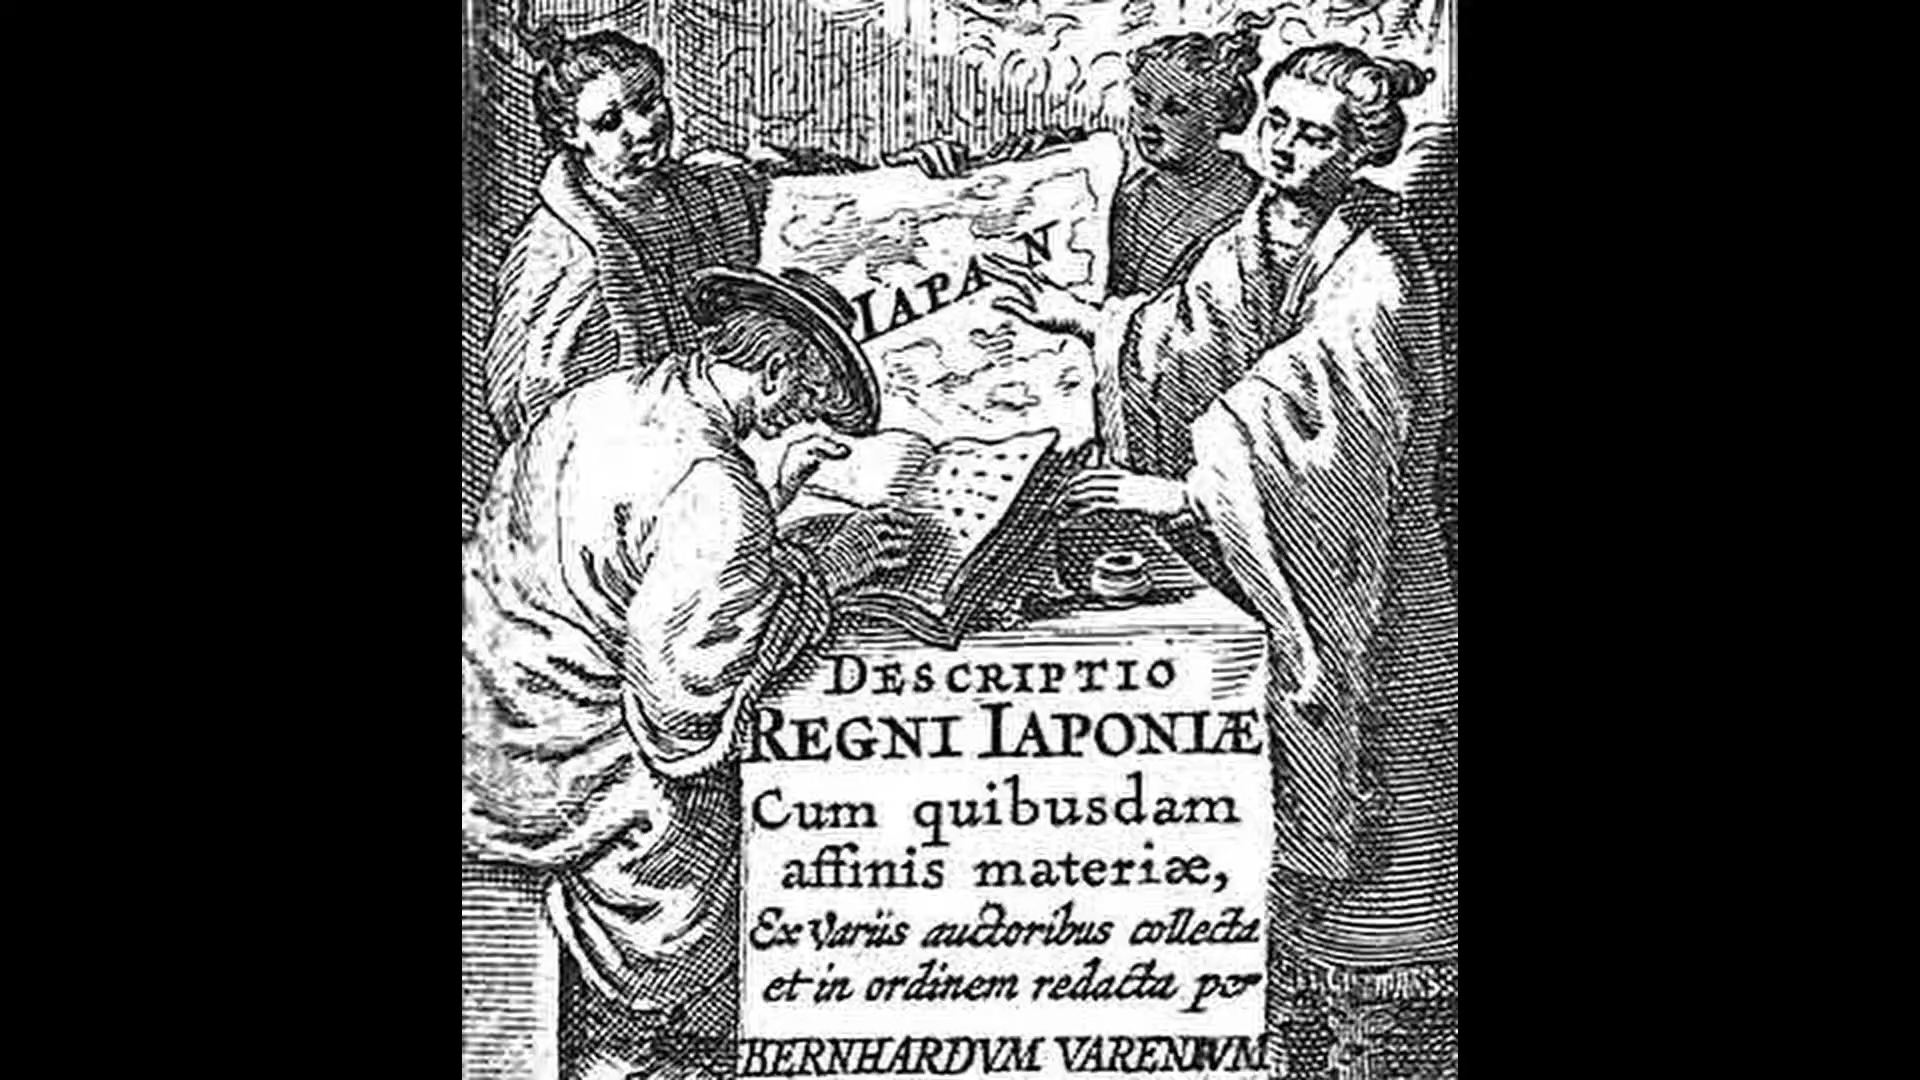 IAPAN
DESCRIPTIO
REGNI IAPONIÆ
Cum quibusdam
affinis materiæ,
Ex Variis auctoribus collecta
et in ordinem redacta per
BERNHARDVM VARENIVM